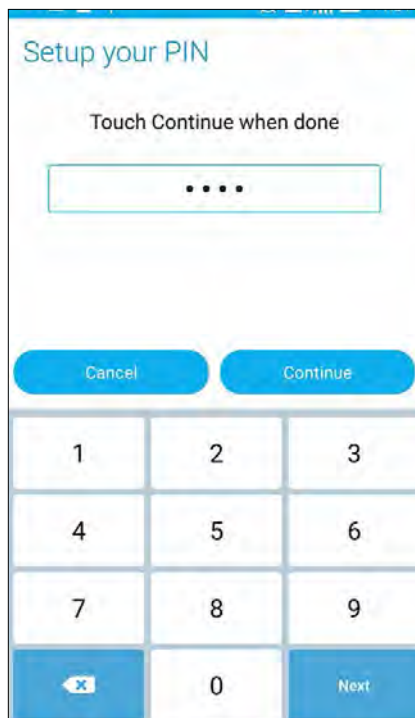 Setup your PIN
Touch Continue when done
••••
Cancel Continue
1 2 3
4 5 6
7 8 9
0 Next